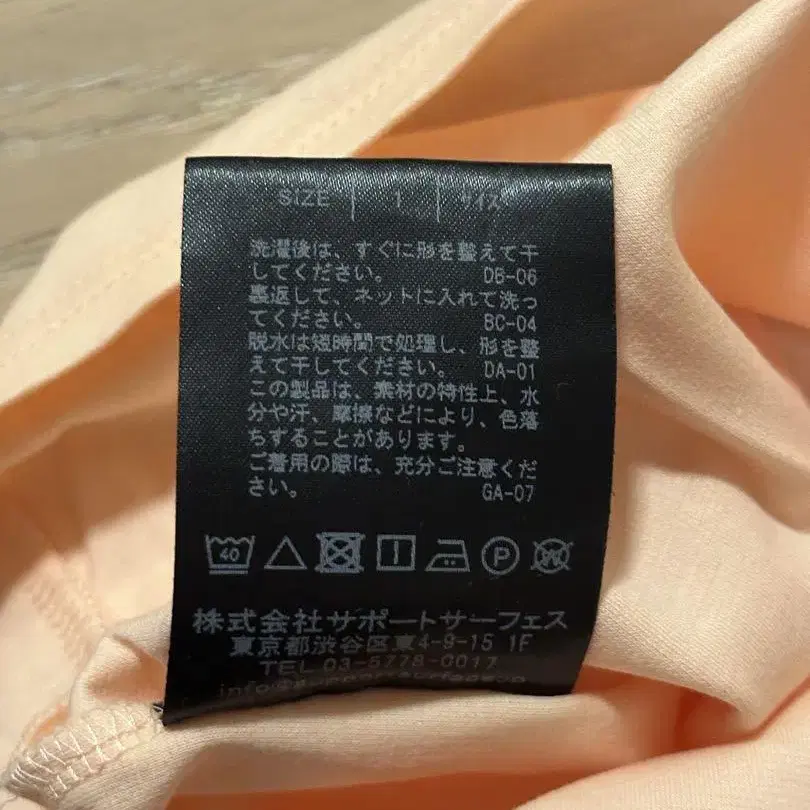 SIZE 1 サイズ
洗濯後は、すぐに形を整えて干
してください。 DB-06
裏返して、ネットに入れて洗っ
てください。 BC-04
脱水は短時間で処理し、形を整
えて干してください。 DA-01
この製品は、素材の特性上、水
分や汗、摩擦などにより、色落
ちすることがあります。
ご着用の際は、充分ご注意くだ
さい。 GA-07
40 P W
株式会社サポートサーフェス
東京都渋谷区東4-9-15 1F
TEL 03-5778-0017